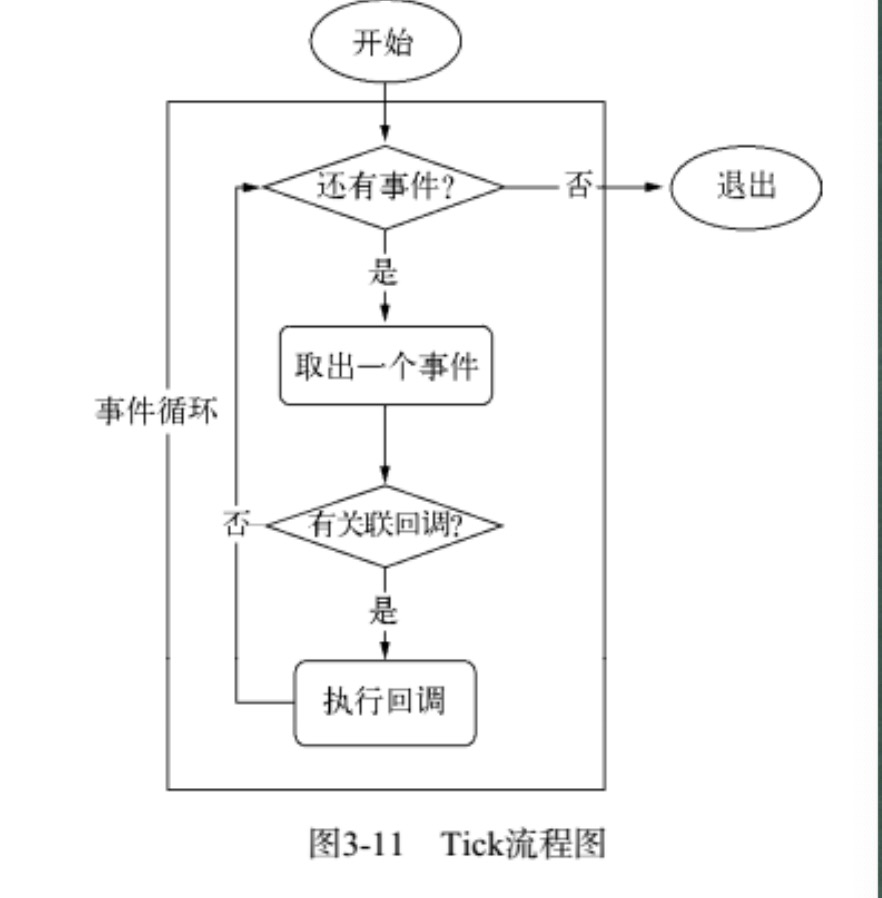 开始
还有事件?
否
退出
是
取出一个事件
事件循环
否
有关联回调?
是
执行回调
图3-11 Tick流程图